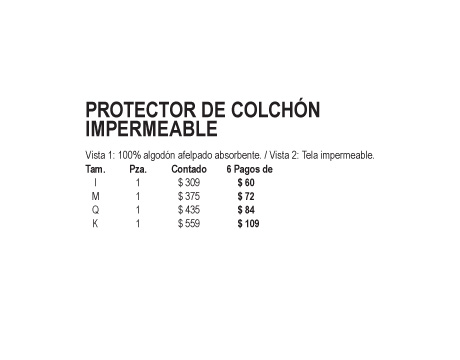 PROTECTOR DE COLCHÓN
IMPERMEABLE
Vista 1: 100% algodón afelpado absorbente. / Vista 2: Tela impermeable.
Tam. Pza. Contado 6 Pagos de
I 1 $ 309 $ 60
M 1 $ 375 $ 72
Q 1 $ 435 $ 84
K 1 $ 559 $ 109